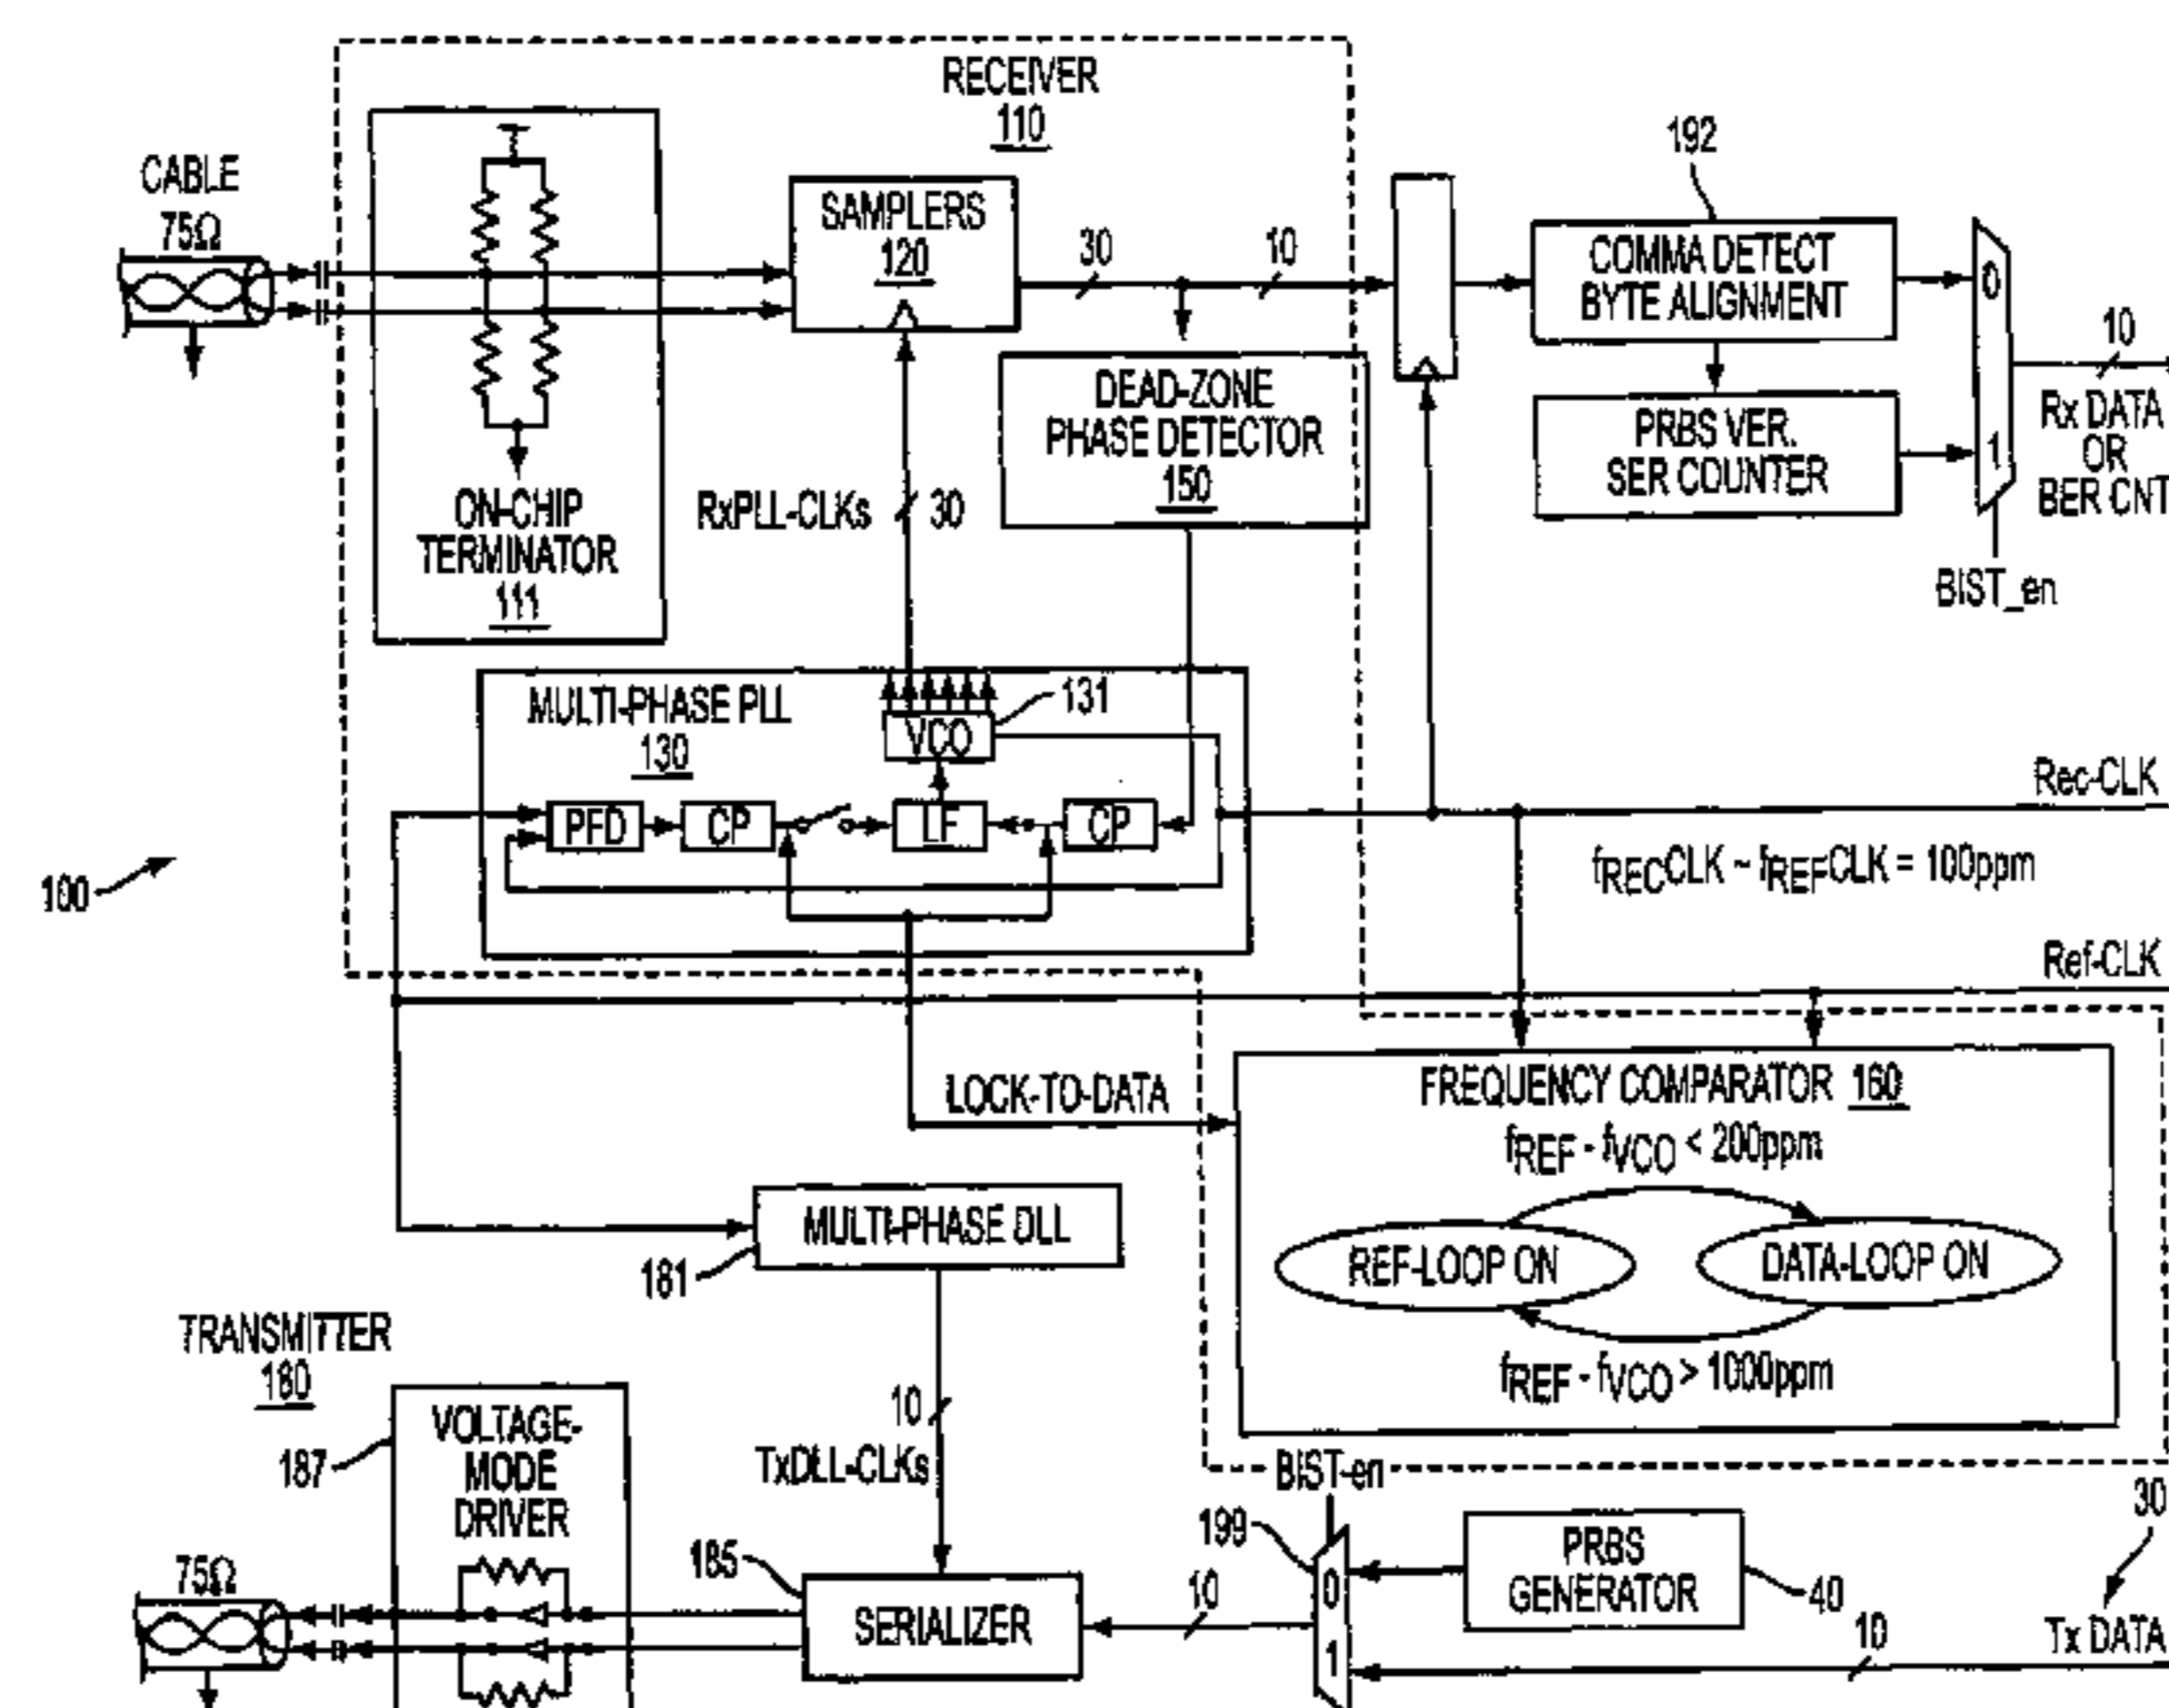 RECEIVER
110
192
CABLE
75Ω
SAMPLERS
120
30
10
COMMA DETECT
BYTE ALIGNMENT
0
10
DEAD-ZONE
PHASE DETECTOR
150
PRBS VER.
SER COUNTER
1
Rx DATA
OR
BER CNT
ON-CHIP
TERMINATOR
111
RxPLL-CLKs
30
BIST_en
MULTI-PHASE PLL
130
VCO
131
PFD
CP
LF
CP
Rec-CLK
100
fRECCLK ~ fREFCLK = 100ppm
Ref-CLK
LOCK-TO-DATA
FREQUENCY COMPARATOR 160
fREF - fVCO < 200ppm
MULTI-PHASE DLL
181
REF-LOOP ON
DATA-LOOP ON
fREF - fVCO > 1000ppm
TRANSMITTER
180
187
VOLTAGE-
MODE
DRIVER
10
TxDLL-CLKs
BIST-en
199
PRBS
GENERATOR
40
30
75Ω
185
SERIALIZER
10
0
1
10
Tx DATA